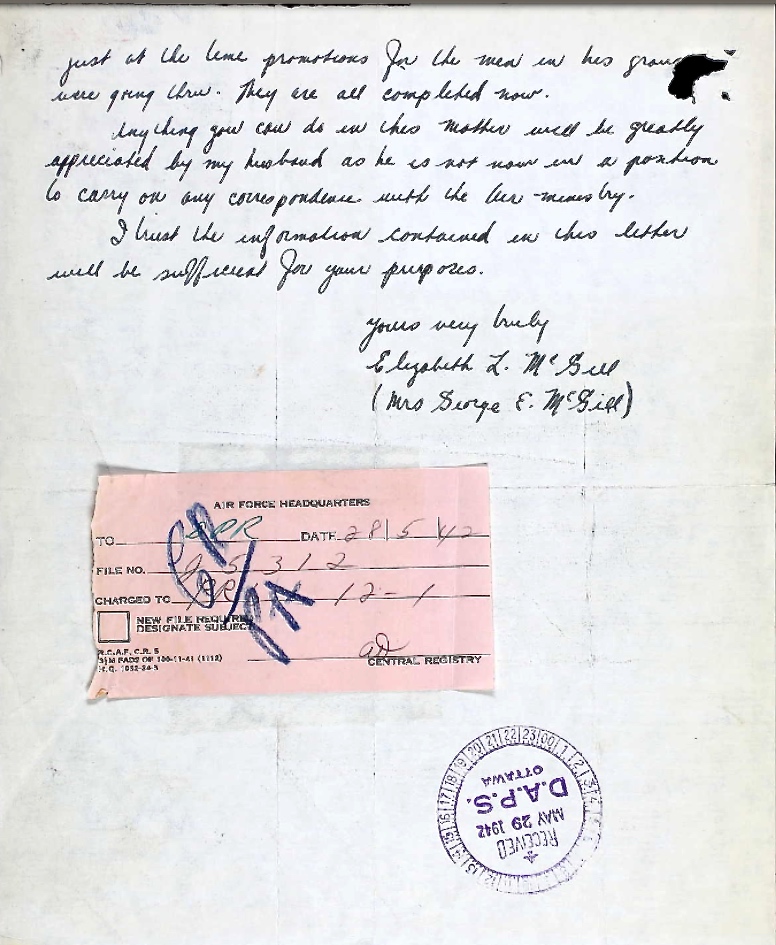 just at the time promotions for the men in his group
were going thru. They are all completed now.
Anything you can do in this matter will be greatly
appreciated by my husband as he is not now in a position
to carry on any correspondence with the Air-ministry.
I trust the information contained in this letter
will be sufficient for your purposes.
Yours very truly
Elizabeth L. McGill
(Mrs George E. McGill)
AIR FORCE HEADQUARTERS
TO DATE 28 5 42
FILE NO. J 5312
CHARGED TO 12-1
NEW FILE REQUIRED
DESIGNATE SUBJECT
R.C.A.F. C.R. 5
CENTRAL REGISTRY
D.A.P.S.
OTTAWA
MAY 29 1942
RECEIVED